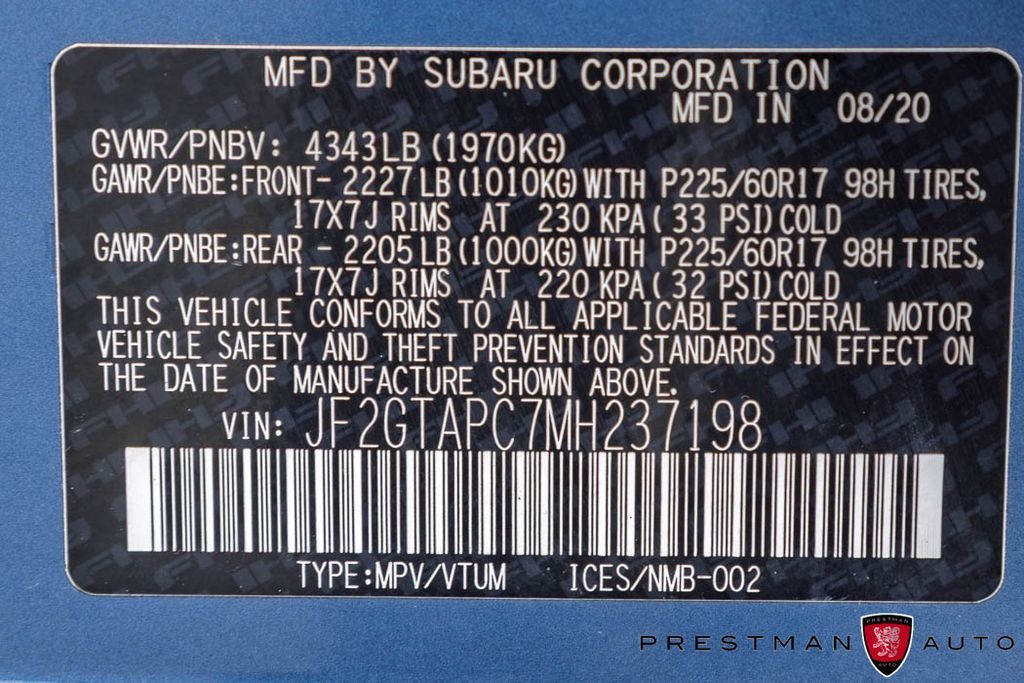 MFD BY SUBARU CORPORATION
MFD IN 08/20
GVWR/PNBV: 4343LB (1970KG)
GAWR/PNBE:FRONT- 2227 LB (1010KG) WITH P225/60R17 98H TIRES,
17X7J RIMS AT 230 KPA ( 33 PSI) COLD
GAWR/PNBE:REAR - 2205 LB (1000KG) WITH P225/60R17 98H TIRES,
17X7J RIMS AT 220 KPA ( 32 PSI) COLD
THIS VEHICLE CONFORMS TO ALL APPLICABLE FEDERAL MOTOR
VEHICLE SAFETY AND THEFT PREVENTION STANDARDS IN EFFECT ON
THE DATE OF MANUFACTURE SHOWN ABOVE.
VIN: JF2GTAPC7MH237198
TYPE:MPV/VTUM ICES/NMB-002
PRESTMAN PRESTMAN AUTO AUTO